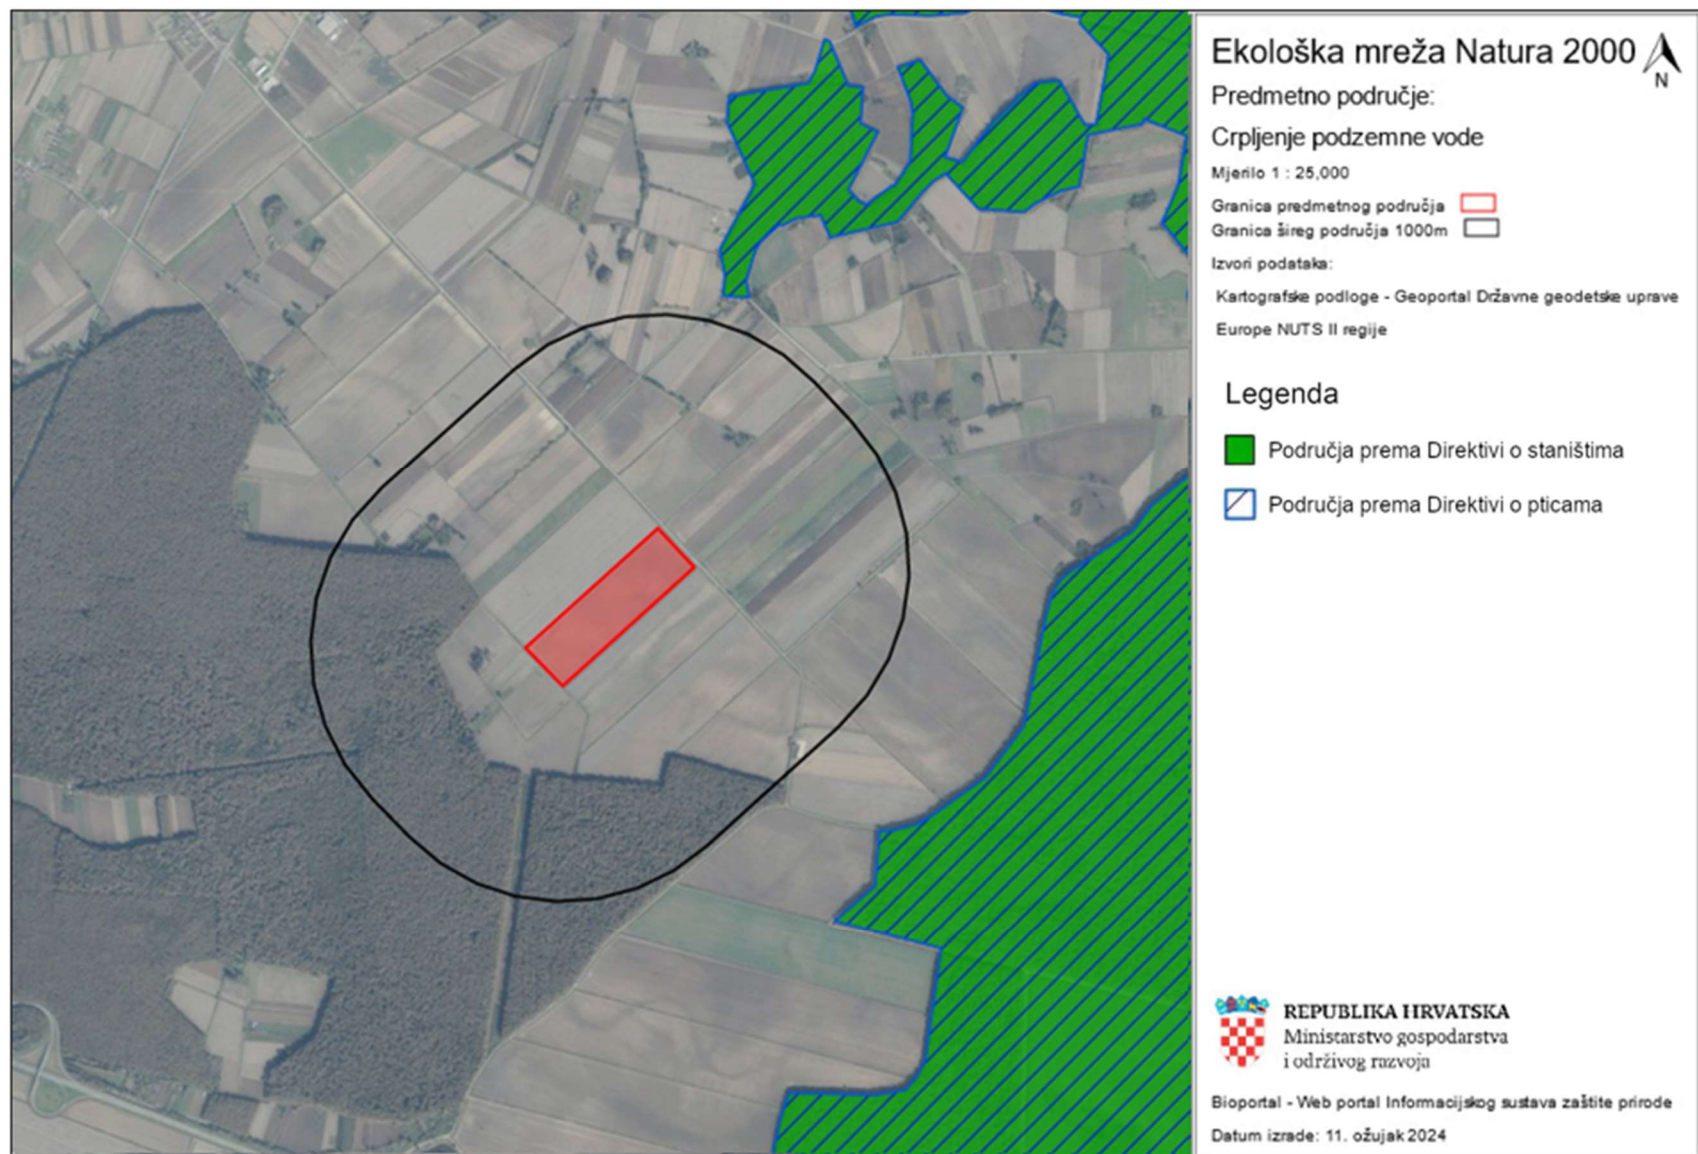 Ekološka mreža Natura 2000
N
Predmetno područje:
Crpljenje podzemne vode
Mjerilo 1 : 25,000
Granica predmetnog područja
Granica šireg područja 1000m
Izvori podataka:
Kartografske podloge - Geoportal Državne geodetske uprave
Europe NUTS II regije
Legenda
Područja prema Direktivi o staništima
Područja prema Direktivi o pticama
REPUBLIKA HRVATSKA
Ministarstvo gospodarstva
i održivog razvoja
Bioportal - Web portal Informacijskog sustava zaštite prirode
Datum izrade: 11. ožujak 2024